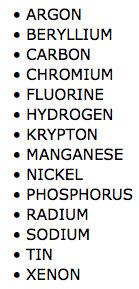 • ARGON
• BERYLLIUM
• CARBON
• CHROMIUM
• FLUORINE
• HYDROGEN
• KRYPTON
• MANGANESE
• NICKEL
• PHOSPHORUS
• RADIUM
• SODIUM
• TIN
• XENON